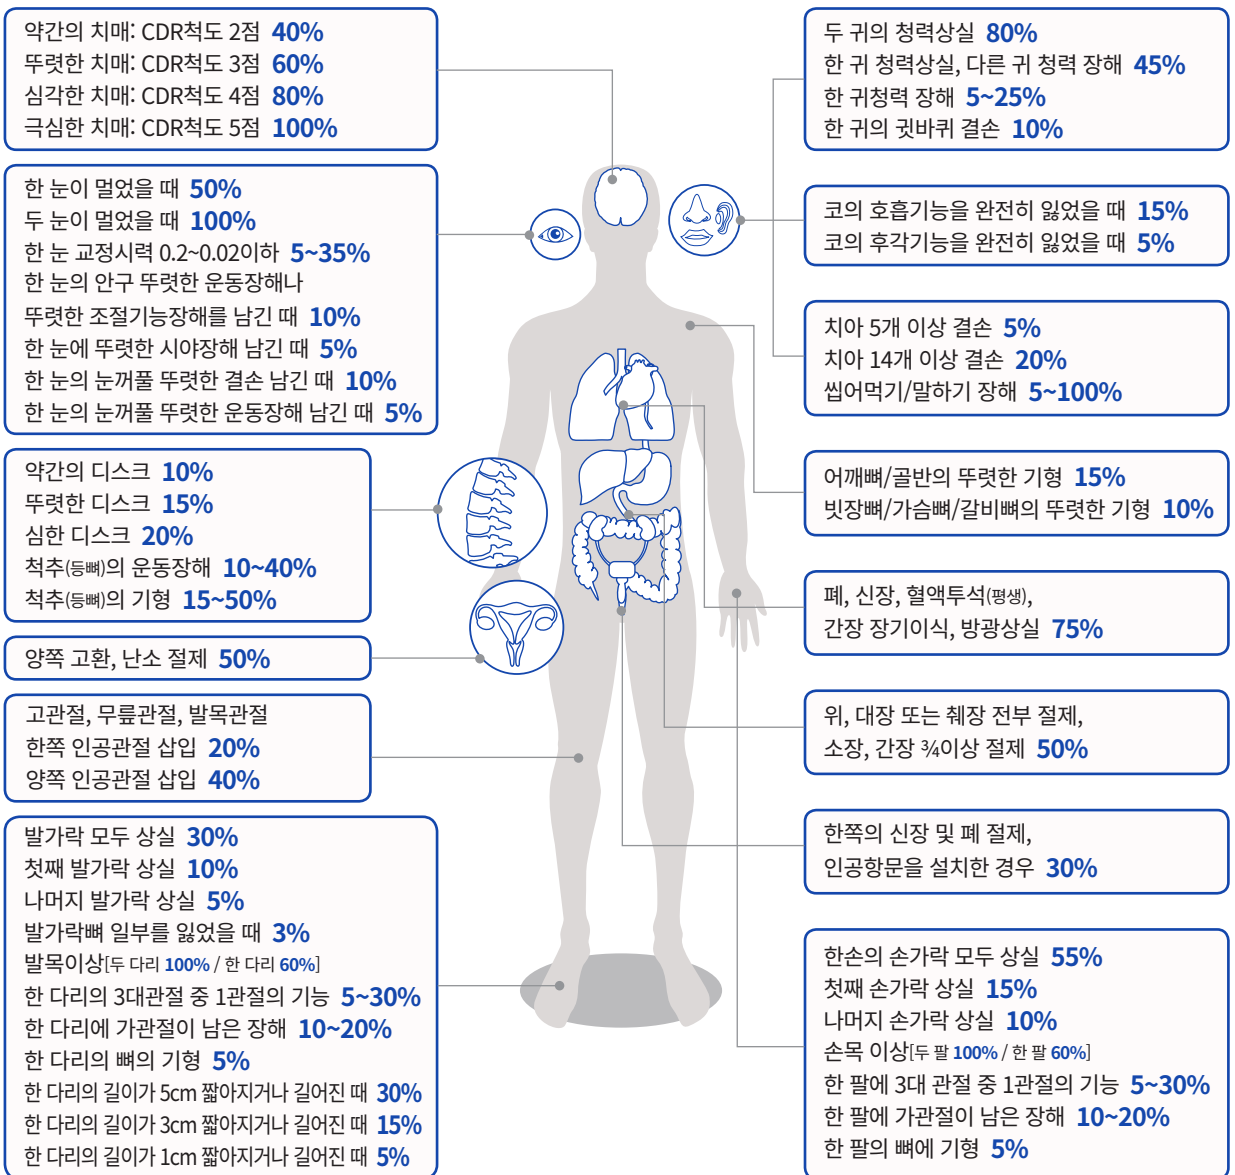 약간의 치매: CDR척도 2점 40%
뚜렷한 치매: CDR척도 3점 60%
심각한 치매: CDR척도 4점 80%
극심한 치매: CDR척도 5점 100%
한 눈이 멀었을 때 50%
두 눈이 멀었을 때 100%
한 눈 교정시력 0.2~0.02이하 5~35%
한 눈의 안구 뚜렷한 운동장해나
뚜렷한 조절기능장해를 남긴 때 10%
한 눈에 뚜렷한 시야장해 남긴 때 5%
한 눈의 눈꺼풀 뚜렷한 결손 남긴 때 10%
한 눈의 눈꺼풀 뚜렷한 운동장해 남긴 때 5%
약간의 디스크 10%
뚜렷한 디스크 15%
심한 디스크 20%
척추(등뼈)의 운동장해 10~40%
척추(등뼈)의 기형 15~50%
양쪽 고환, 난소 절제 50%
고관절, 무릎관절, 발목관절
한쪽 인공관절 삽입 20%
양쪽 인공관절 삽입 40%
발가락 모두 상실 30%
첫째 발가락 상실 10%
나머지 발가락 상실 5%
발가락뼈 일부를 잃었을 때 3%
발목이상[두 다리 100% / 한 다리 60%]
한 다리의 3대관절 중 1관절의 기능 5~30%
한 다리에 가관절이 남은 장해 10~20%
한 다리의 뼈의 기형 5%
한 다리의 길이가 5cm 짧아지거나 길어진 때 30%
한 다리의 길이가 3cm 짧아지거나 길어진 때 15%
한 다리의 길이가 1cm 짧아지거나 길어진 때 5%
두 귀의 청력상실 80%
한 귀 청력상실, 다른 귀 청력 장해 45%
한 귀청력 장해 5~25%
한 귀의 귓바퀴 결손 10%
코의 호흡기능을 완전히 잃었을 때 15%
코의 후각기능을 완전히 잃었을 때 5%
치아 5개 이상 결손 5%
치아 14개 이상 결손 20%
씹어먹기/말하기 장해 5~100%
어깨뼈/골반의 뚜렷한 기형 15%
빗장뼈/가슴뼈/갈비뼈의 뚜렷한 기형 10%
폐, 신장, 혈액투석(평생),
간장 장기이식, 방광상실 75%
위, 대장 또는 췌장 전부 절제,
소장, 간장 ¾이상 절제 50%
한쪽의 신장 및 폐 절제,
인공항문을 설치한 경우 30%
한손의 손가락 모두 상실 55%
첫째 손가락 상실 15%
나머지 손가락 상실 10%
손목 이상[두 팔 100% / 한 팔 60%]
한 팔에 3대 관절 중 1관절의 기능 5~30%
한 팔에 가관절이 남은 장해 10~20%
한 팔의 뼈에 기형 5%